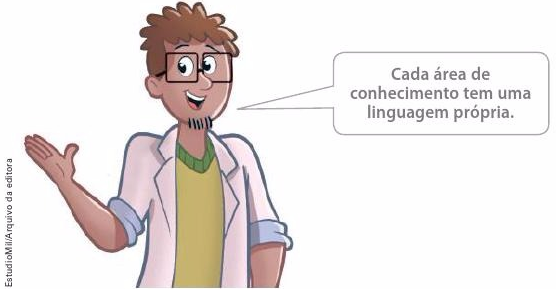 Cada área de
conhecimento tem uma
linguagem própria.
EstudioMil/Arquivo da editora